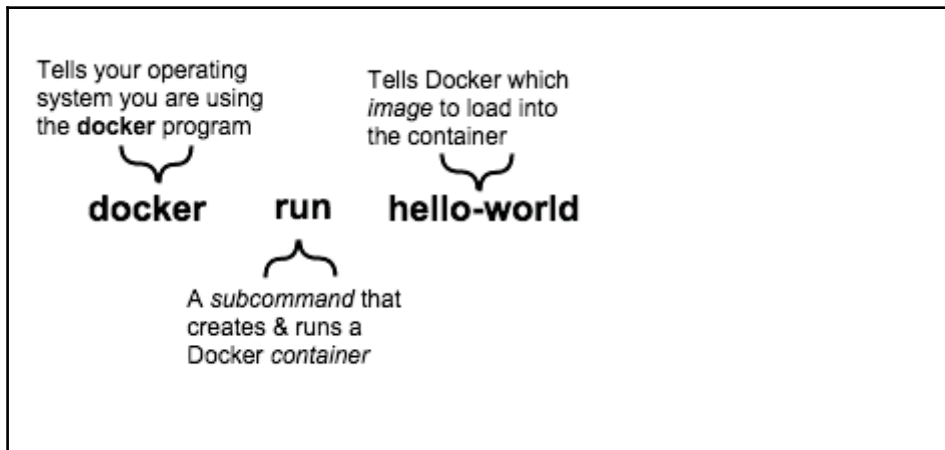 Tells your operating
system you are using
the docker program
Tells Docker which
image to load into
the container
docker run hello-world
A subcommand that
creates & runs a
Docker container